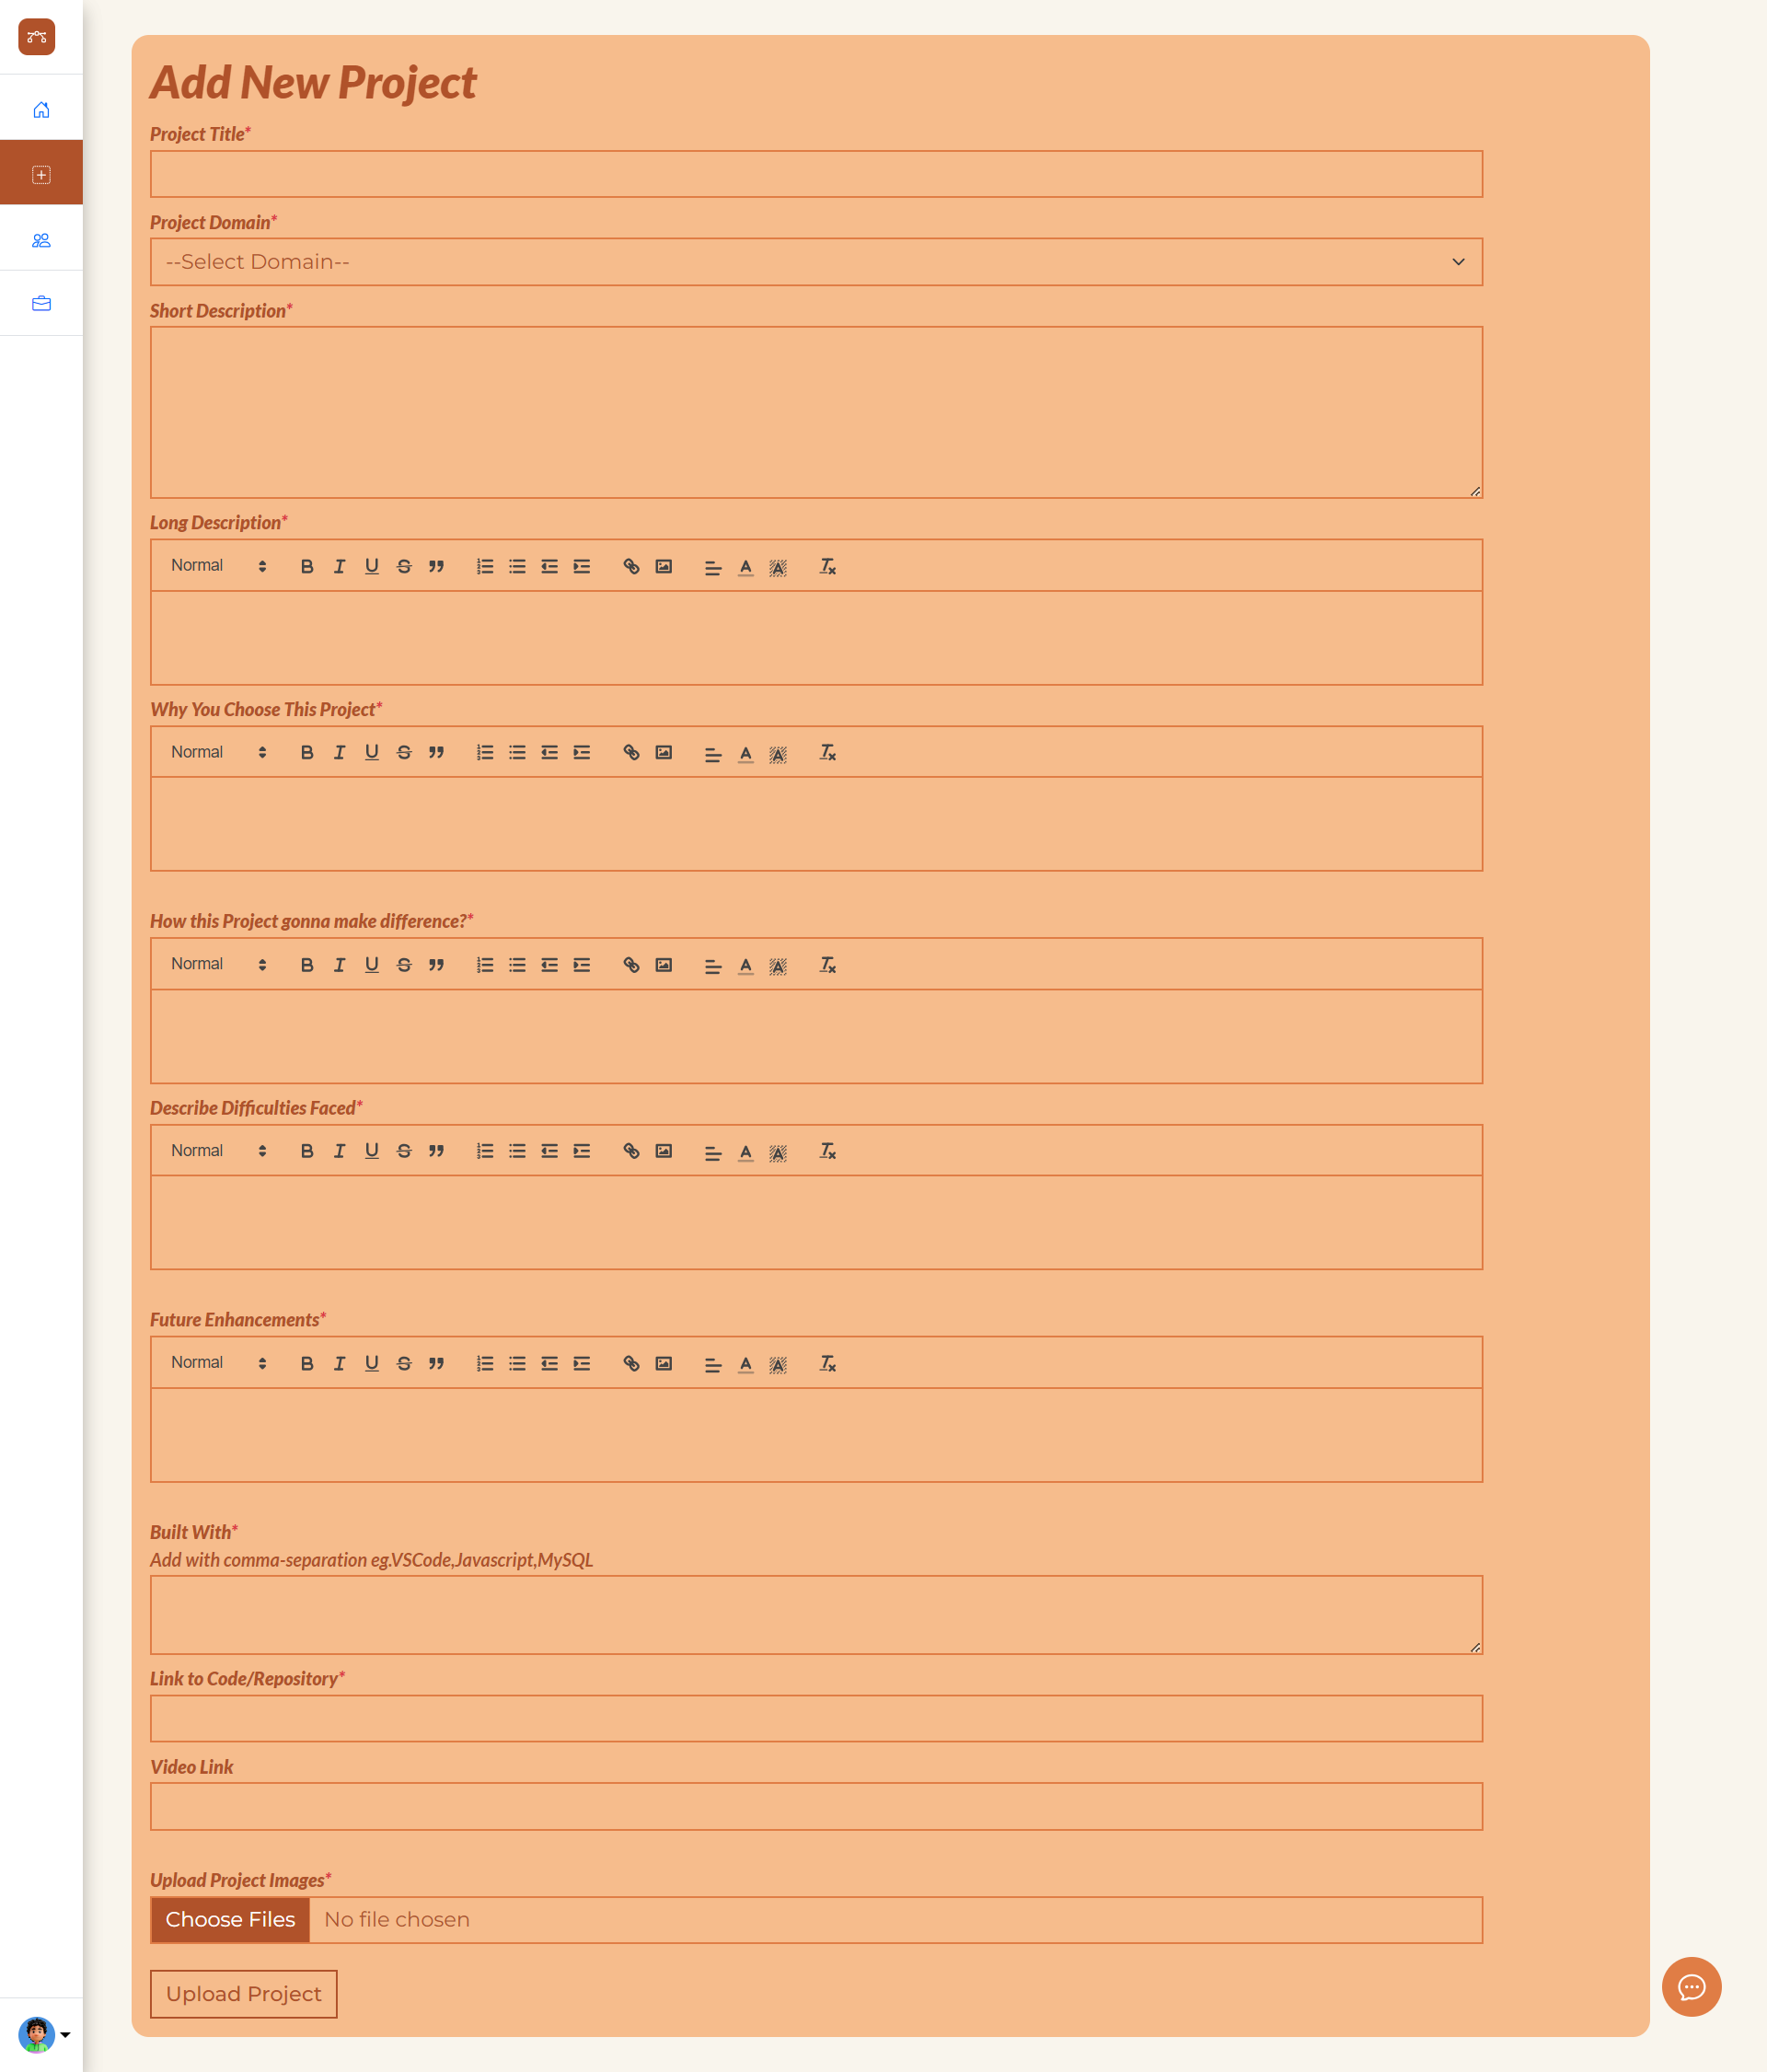 Add New Project
Project Title*
Project Domain*
--Select Domain--
Short Description*
Long Description*
Normal
Why You Choose This Project*
Normal
How this Project gonna make difference?*
Normal
Describe Difficulties Faced*
Normal
Future Enhancements*
Normal
Built With*
Add with comma-separation eg.VSCode,Javascript,MySQL
Link to Code/Repository*
Video Link
Upload Project Images*
Choose Files No file chosen
Upload Project